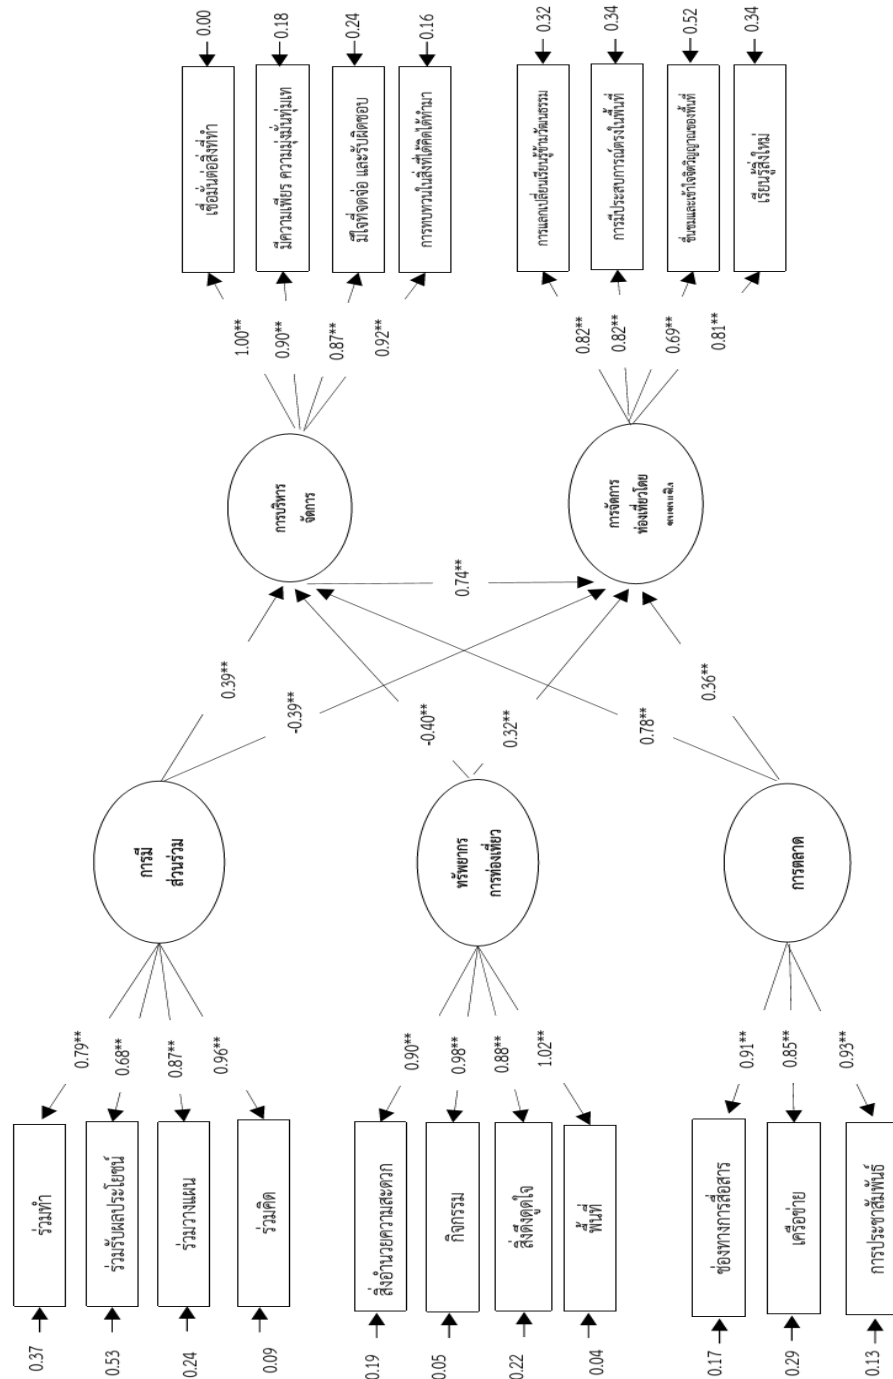 0.37
ร่วมทำ
0.79**
0.53
ร่วมรับผลประโยชน์
0.68**
0.24
ร่วมวางแผน
0.87**
0.09
ร่วมคิด
0.96**
การมี
ส่วนร่วม
0.19
สิ่งอำนวยความสะดวก
0.90**
0.05
กิจกรรม
0.98**
0.22
สิ่งดึงดูดใจ
0.88**
0.04
พื้นที่
1.02**
ทรัพยากร
การท่องเที่ยว
0.17
ช่องทางการสื่อสาร
0.91**
0.29
เครือข่าย
0.85**
0.13
การประชาสัมพันธ์
0.93**
การตลาด
0.39**
-0.39**
-0.40**
0.32**
0.78**
0.36**
0.74**
การบริหาร
จัดการ
1.00**
เชื่อมั่นต่อสิ่งที่ทำ
0.00
0.90**
มีความเพียร ความมุ่งมั่นทุ่มเท
0.18
0.87**
มีใจที่จดจ่อ และรับผิดชอบ
0.24
0.92**
การทบทวนในสิ่งที่ได้คิดได้ทำมา
0.16
การจัดการ
ท่องเที่ยวโดย
0.82**
การแลกเปลี่ยนเรียนรู้ข้ามวัฒนธรรม
0.32
0.82**
การมีประสบการณ์ตรงในพื้นที่
0.34
0.69**
ชื่นชมและเข้าใจจิตวิญญาณของพื้นที่
0.52
0.81**
เรียนรู้สิ่งใหม่
0.34